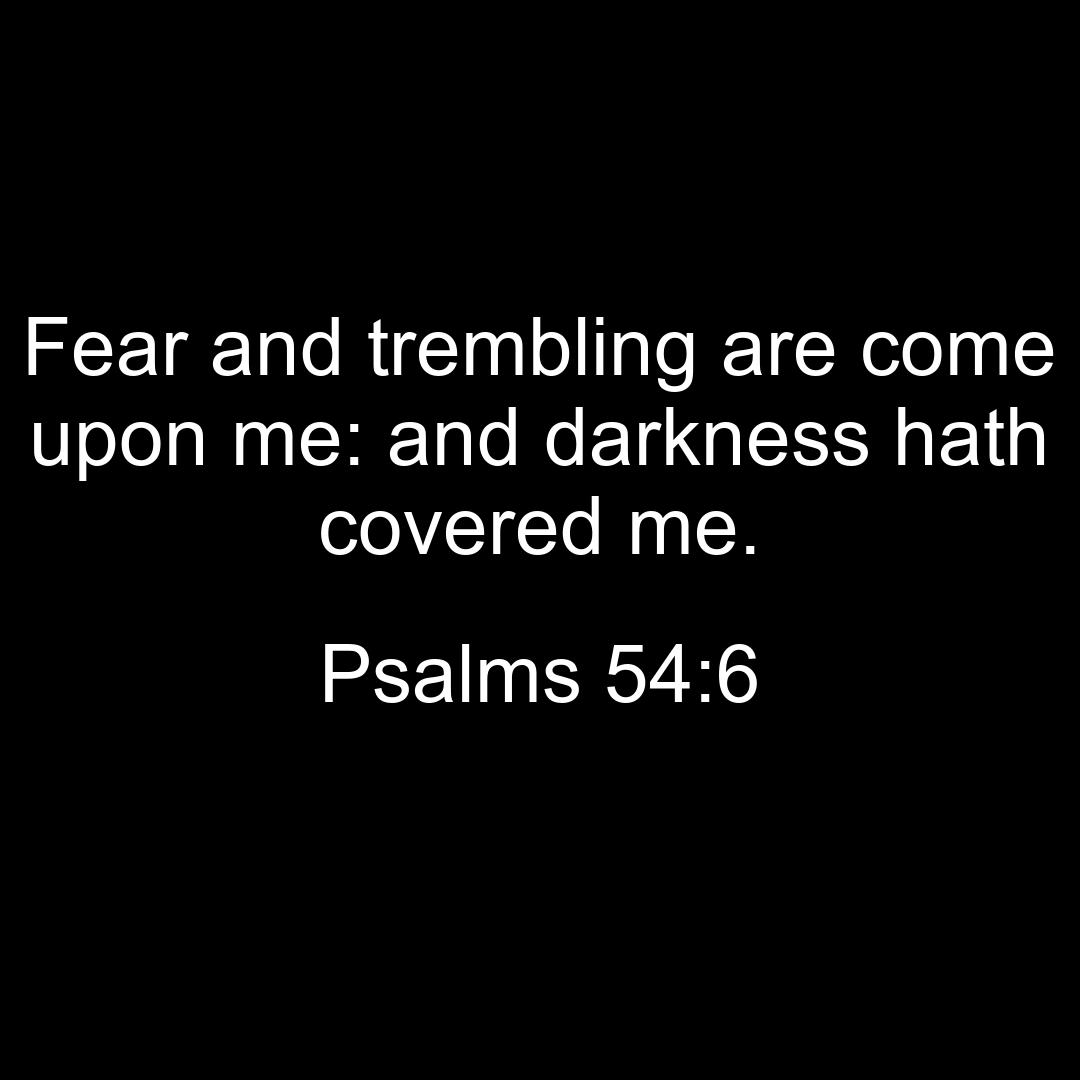 Fear and trembling are come
upon me: and darkness hath
covered me.
Psalms 54:6